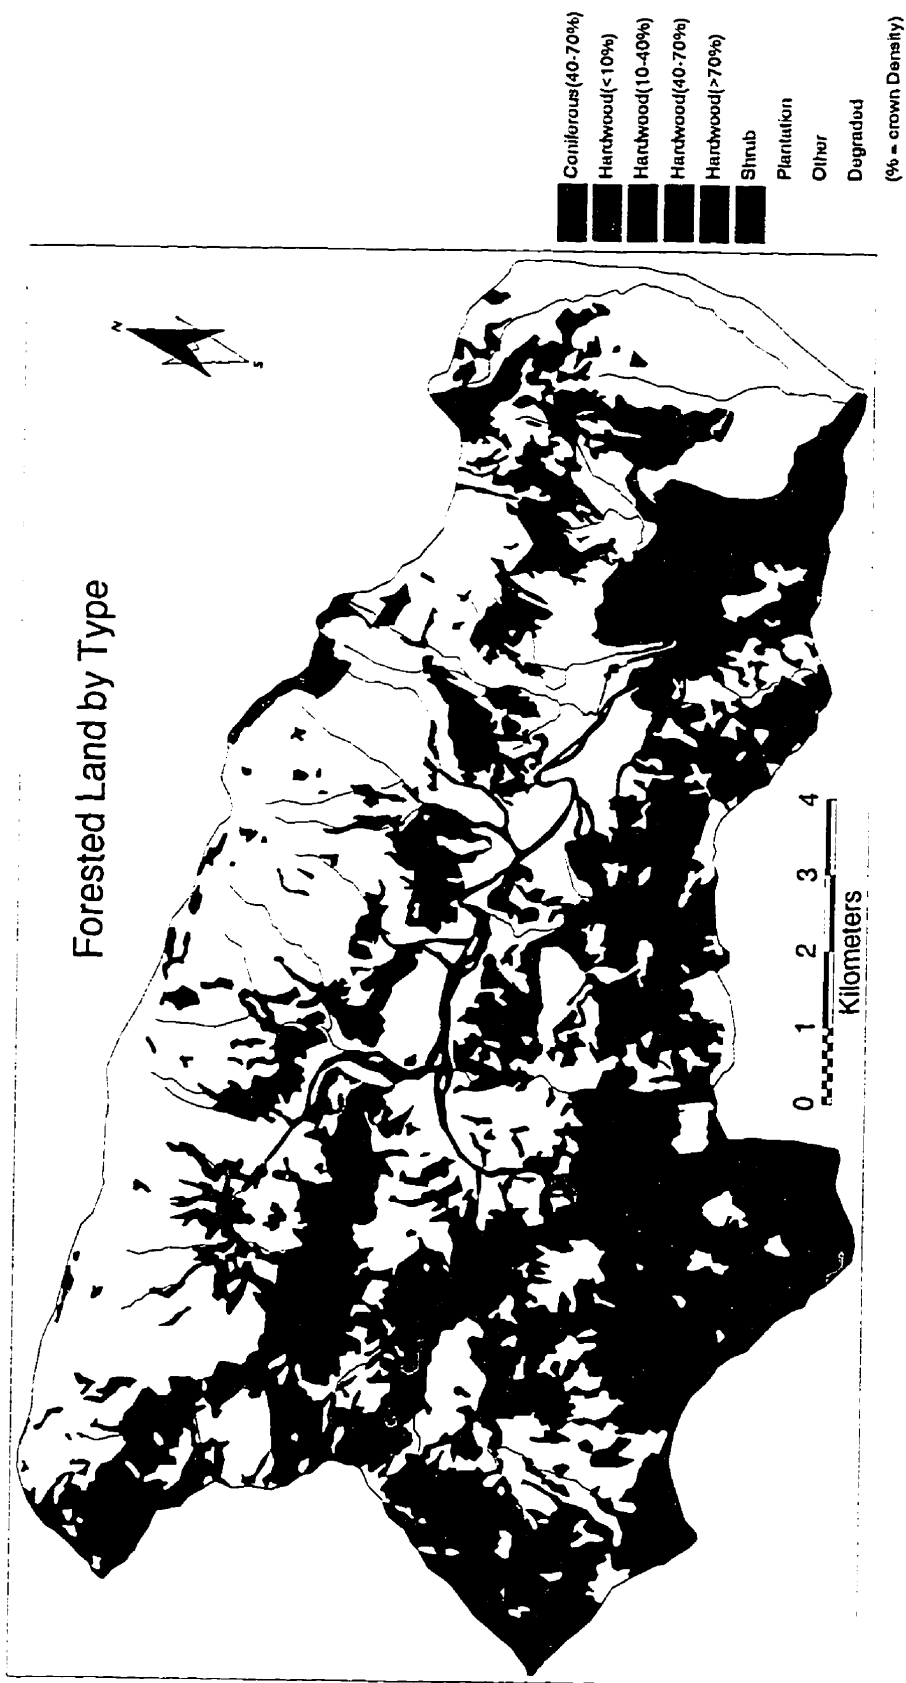 Forested Land by Type
N
S
0 1 2 3 4
Kilometers
Coniferous(40-70%)
Hardwood(<10%)
Hardwood(10-40%)
Hardwood(40-70%)
Hardwood(>70%)
Shrub
Plantation
Other
Degraded
(% = crown Density)